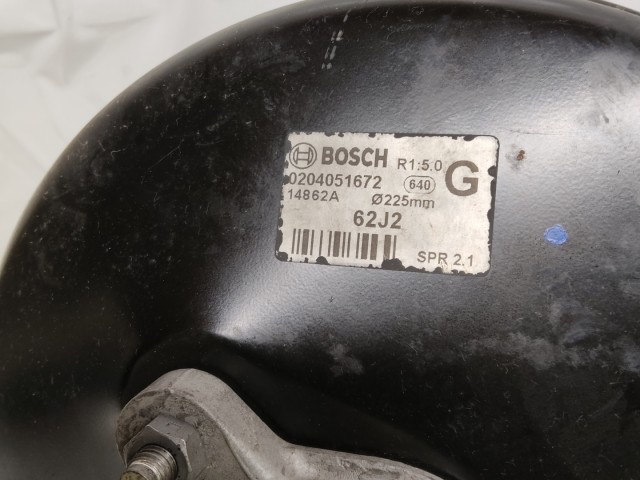 BOSCH R1:5.0 G
0204051672 640
14862A Ø225mm
62J2
SPR 2.1